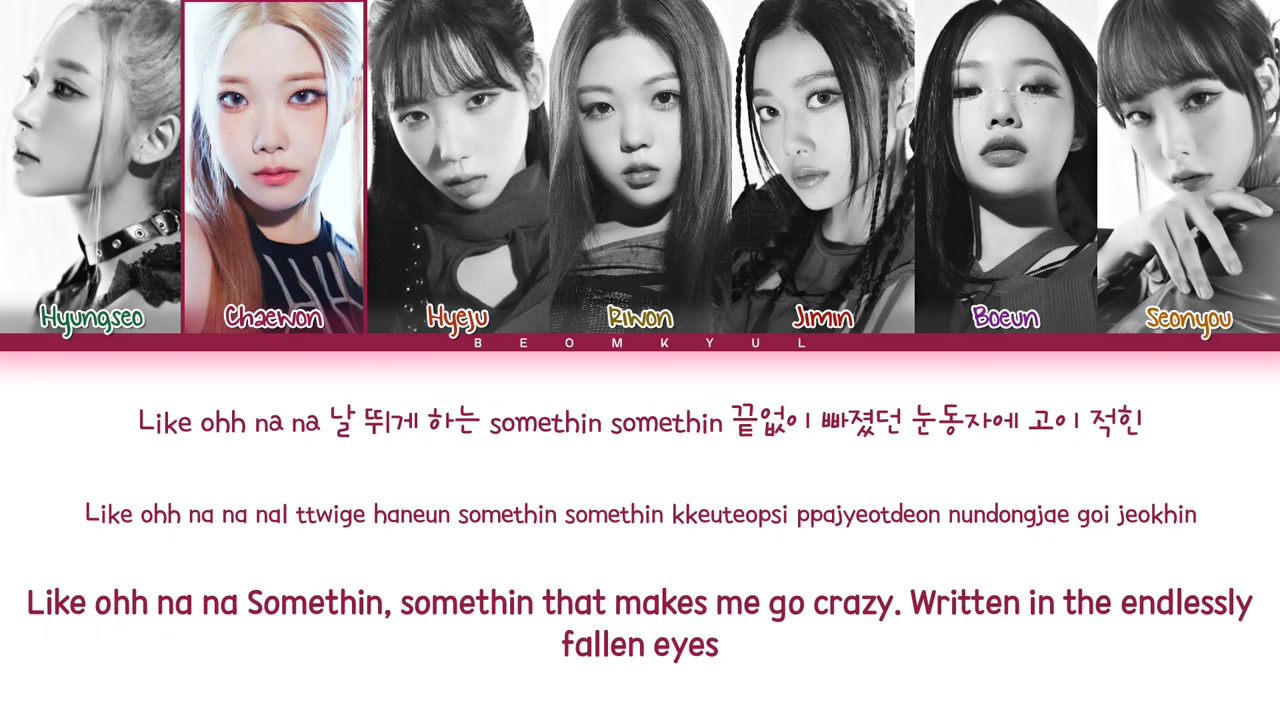 Hyungseo Chaewon Hyeju Riwon Jimin Boeun Seonyou
BEOMKYUL
Like ohh na na 날 뛰게 하는 somethin somethin 끝없이 빠졌던 눈동자에 고이 적힌
Like ohh na na nal ttwige haneun somethin somethin kkeuteopsi ppajyeotdeon nundongjae goi jeokhin
Like ohh na na Somethin, somethin that makes me go crazy. Written in the endlessly
fallen eyes